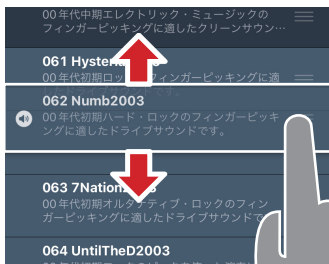 00年代中期エレクトリック・ミュージックの
フィンガーピッキングに適したクリーンサウン…
061 Hysteria
00年代初期ロックフィンガーピッキングに適
062 Numb2003
00年代初期ハード・ロックのフィンガーピッキ
ングに適したドライブサウンドです。
063 7Nation
00年代初期オルタナティブ・ロックのフィン
ガーピッキングに適したドライブサウンドで
064 UntilTheD2003